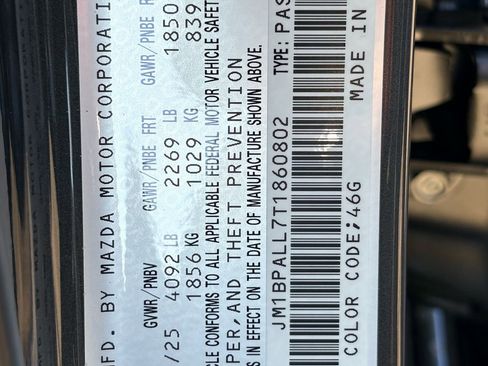 MFD. BY MAZDA MOTOR CORPORATI
GVWR/PNBV GAWR/PNBE FRT GAWR/PNBE R
/25 4092 LB 2269 LB 1850
1856 KG 1029 KG 839
CLE CONFORMS TO ALL APPLICABLE FEDERAL MOTOR VEHICLE SAFET
PER, AND THEFT PREVENTION
S IN EFFECT ON THE DATE OF MANUFACTURE SHOWN ABOVE.
JM1BPALL7T1860802 TYPE: PAS
COLOR CODE;46G MADE IN